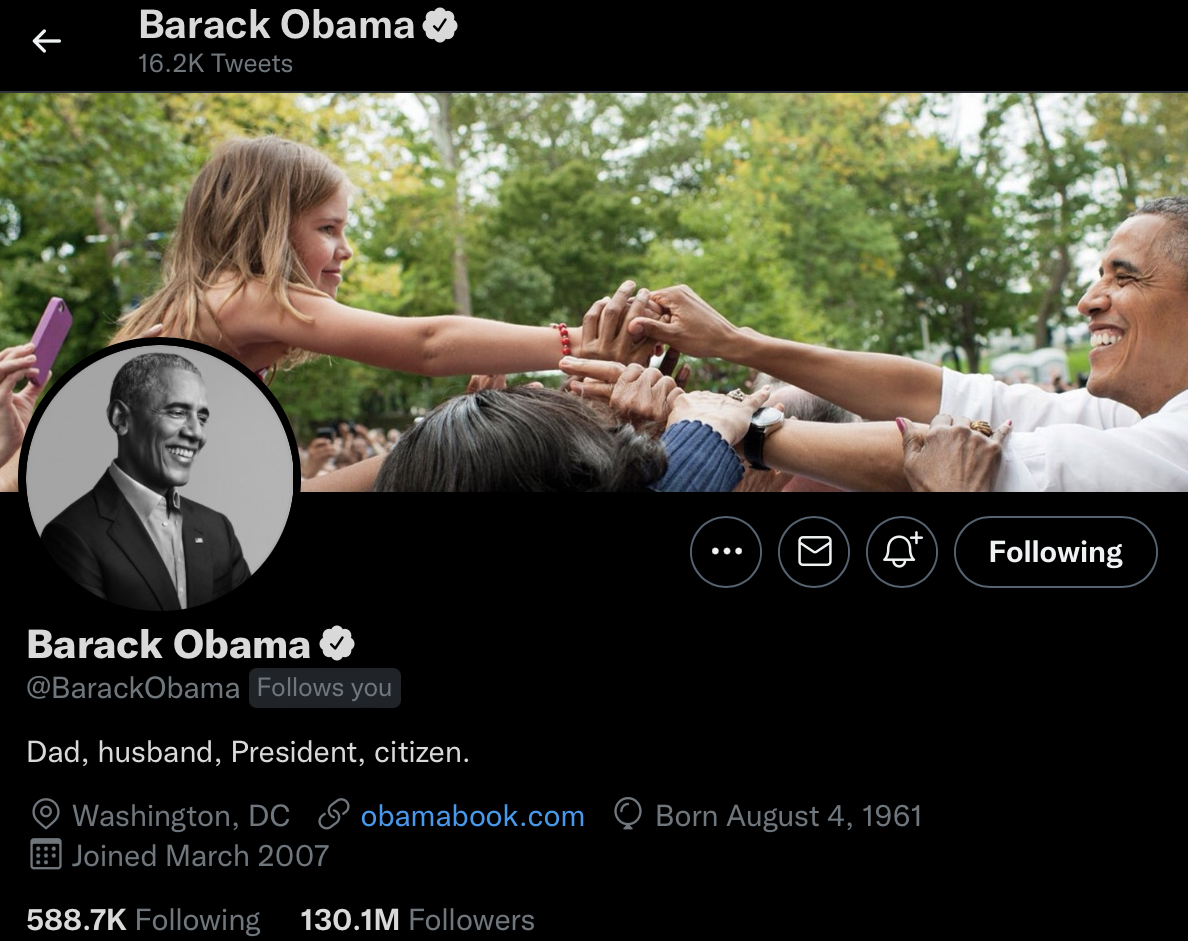 Barack Obama
16.2K Tweets
Following
Barack Obama
@BarackObama Follows you
Dad, husband, President, citizen.
Washington, DC obamabook.com Born August 4, 1961
Joined March 2007
588.7K Following 130.1M Followers